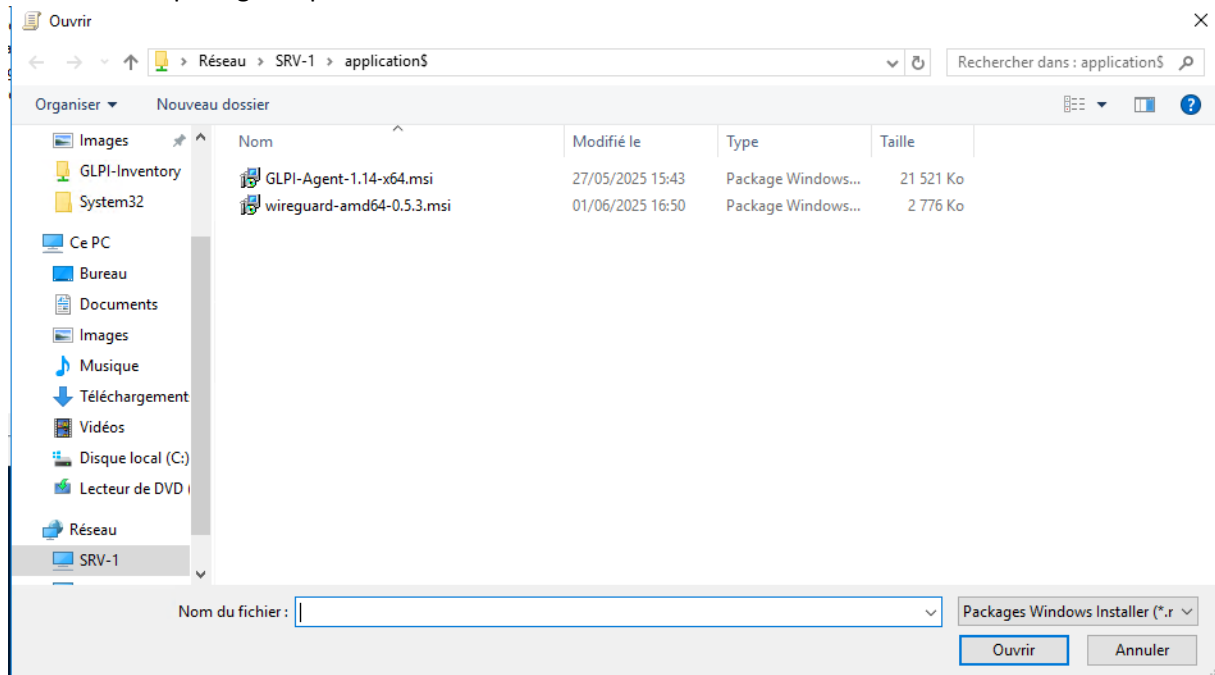 Ouvrir
Réseau > SRV-1 > application$
Rechercher dans : application$
Organiser
Nouveau dossier
Images
GLPI-Inventory
System32
Ce PC
Bureau
Documents
Images
Musique
Téléchargement
Vidéos
Disque local (C:)
Lecteur de DVD (
Réseau
SRV-1
Nom Modifié le Type Taille
GLPI-Agent-1.14-x64.msi 27/05/2025 15:43 Package Windows... 21 521 Ko
wireguard-amd64-0.5.3.msi 01/06/2025 16:50 Package Windows... 2 776 Ko
Nom du fichier :
Packages Windows Installer (*.r
Ouvrir
Annuler